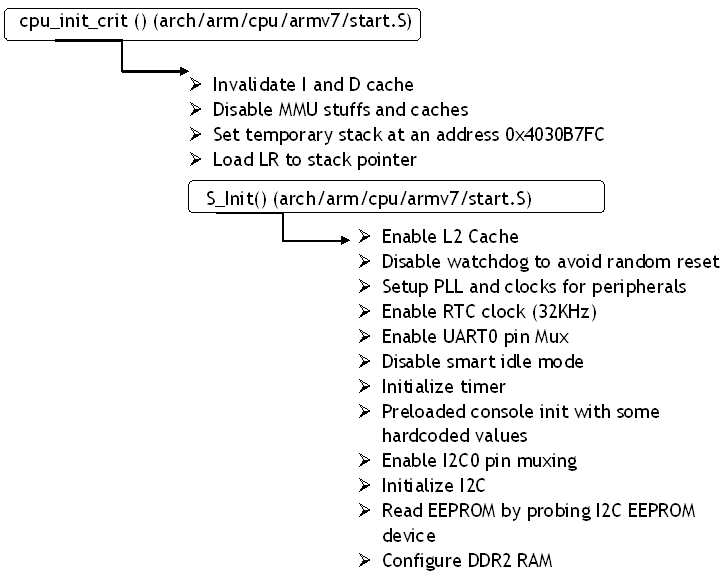 cpu_init_crit () (arch/arm/cpu/armv7/start.S)
➢ Invalidate I and D cache
➢ Disable MMU stuffs and caches
➢ Set temporary stack at an address 0x4030B7FC
➢ Load LR to stack pointer
S_Init() (arch/arm/cpu/armv7/start.S)
➢ Enable L2 Cache
➢ Disable watchdog to avoid random reset
➢ Setup PLL and clocks for peripherals
➢ Enable RTC clock (32KHz)
➢ Enable UART0 pin Mux
➢ Disable smart idle mode
➢ Initialize timer
➢ Preloaded console init with some
hardcoded values
➢ Enable I2C0 pin muxing
➢ Initialize I2C
➢ Read EEPROM by probing I2C EEPROM
device
➢ Configure DDR2 RAM